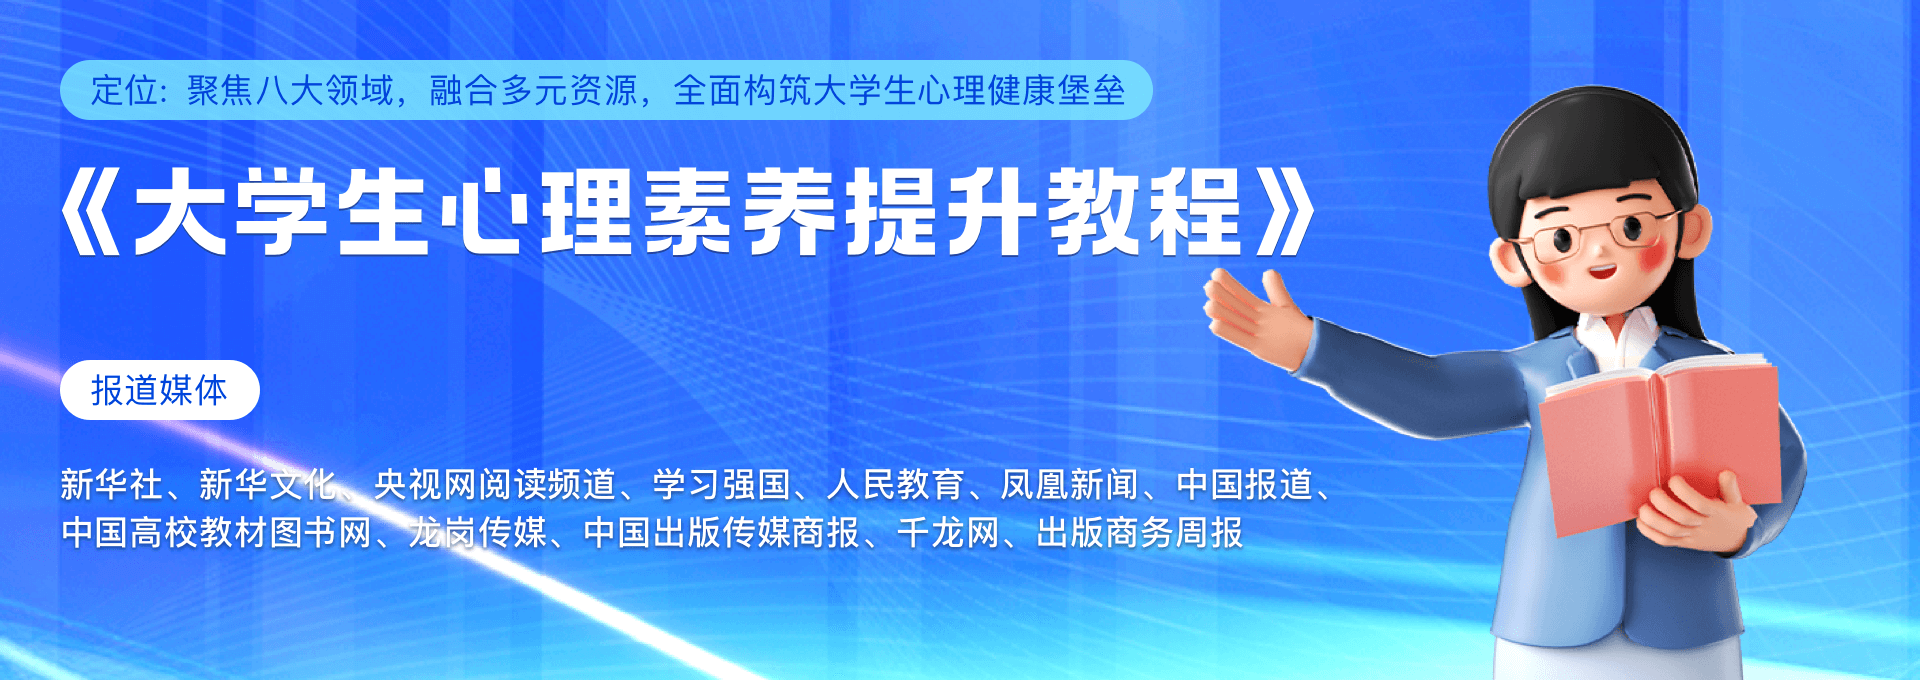 定位：聚焦八大领域，融合多元资源，全面构筑大学生心理健康堡垒
《大学生心理素养提升教程》
报道媒体
新华社、新华文化、央视网阅读频道、学习强国、人民教育、凤凰新闻、中国报道、
中国高校教材图书网、龙岗传媒、中国出版传媒商报、千龙网、出版商务周报